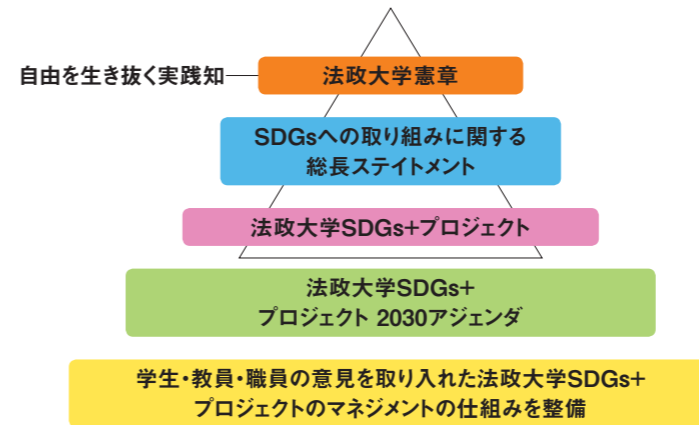 自由を生き抜く実践知
法政大学憲章
SDGsへの取り組みに関する
総長ステイトメント
法政大学SDGs+プロジェクト
法政大学SDGs+
プロジェクト 2030アジェンダ
学生・教員・職員の意見を取り入れた法政大学SDGs+
プロジェクトのマネジメントの仕組みを整備